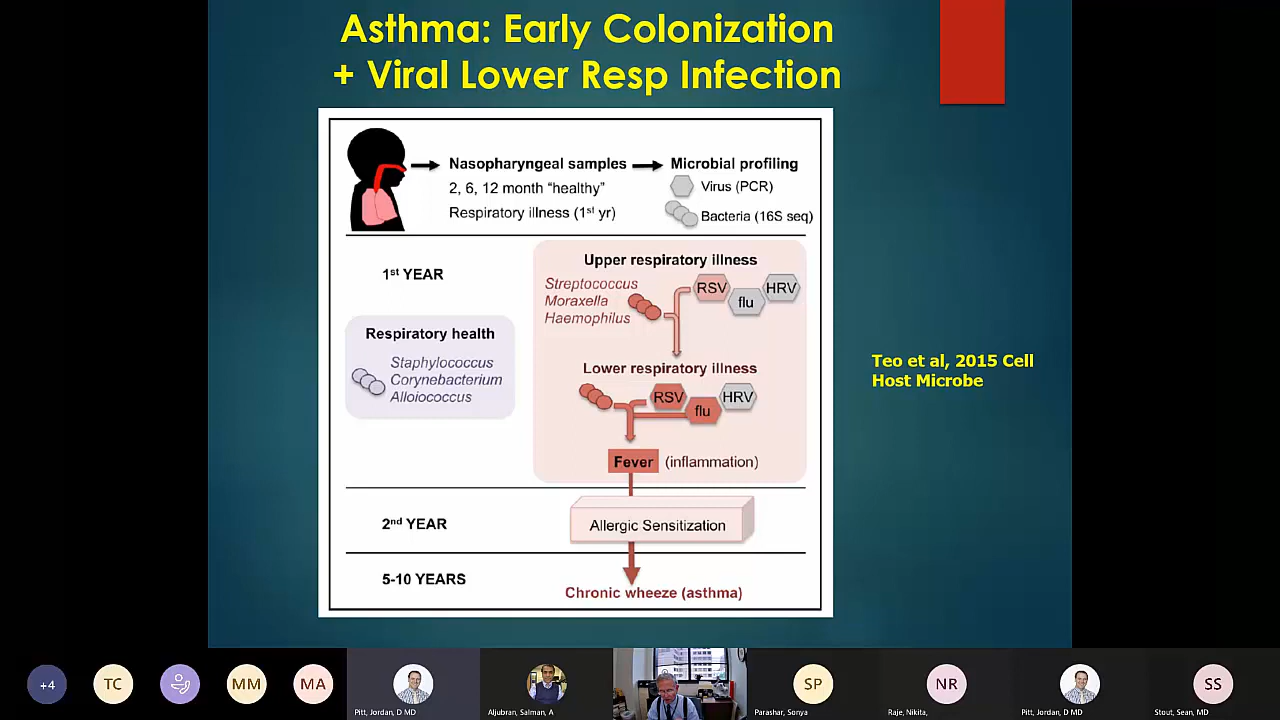 Asthma: Early Colonization
+ Viral Lower Resp Infection
Nasopharyngeal samples
Microbial profiling
2, 6, 12 month “healthy”
Virus (PCR)
Respiratory illness (1st yr)
Bacteria (16S seq)
1st YEAR
Upper respiratory illness
Streptococcus
Moraxella
Haemophilus
RSV
flu
HRV
Respiratory health
Staphylococcus
Corynebacterium
Alloiococcus
Lower respiratory illness
RSV
flu
HRV
Fever (inflammation)
2nd YEAR
Allergic Sensitization
5-10 YEARS
Chronic wheeze (asthma)
Teo et al, 2015 Cell
Host Microbe
+4
TC
MM
MA
Pitt, Jordan, D MD
Aljubran, Salman, A
SP
Parashar, Sonya
NR
Raje, Nikita,
Pitt, Jordan, D MD
SS
Stout, Sean, MD